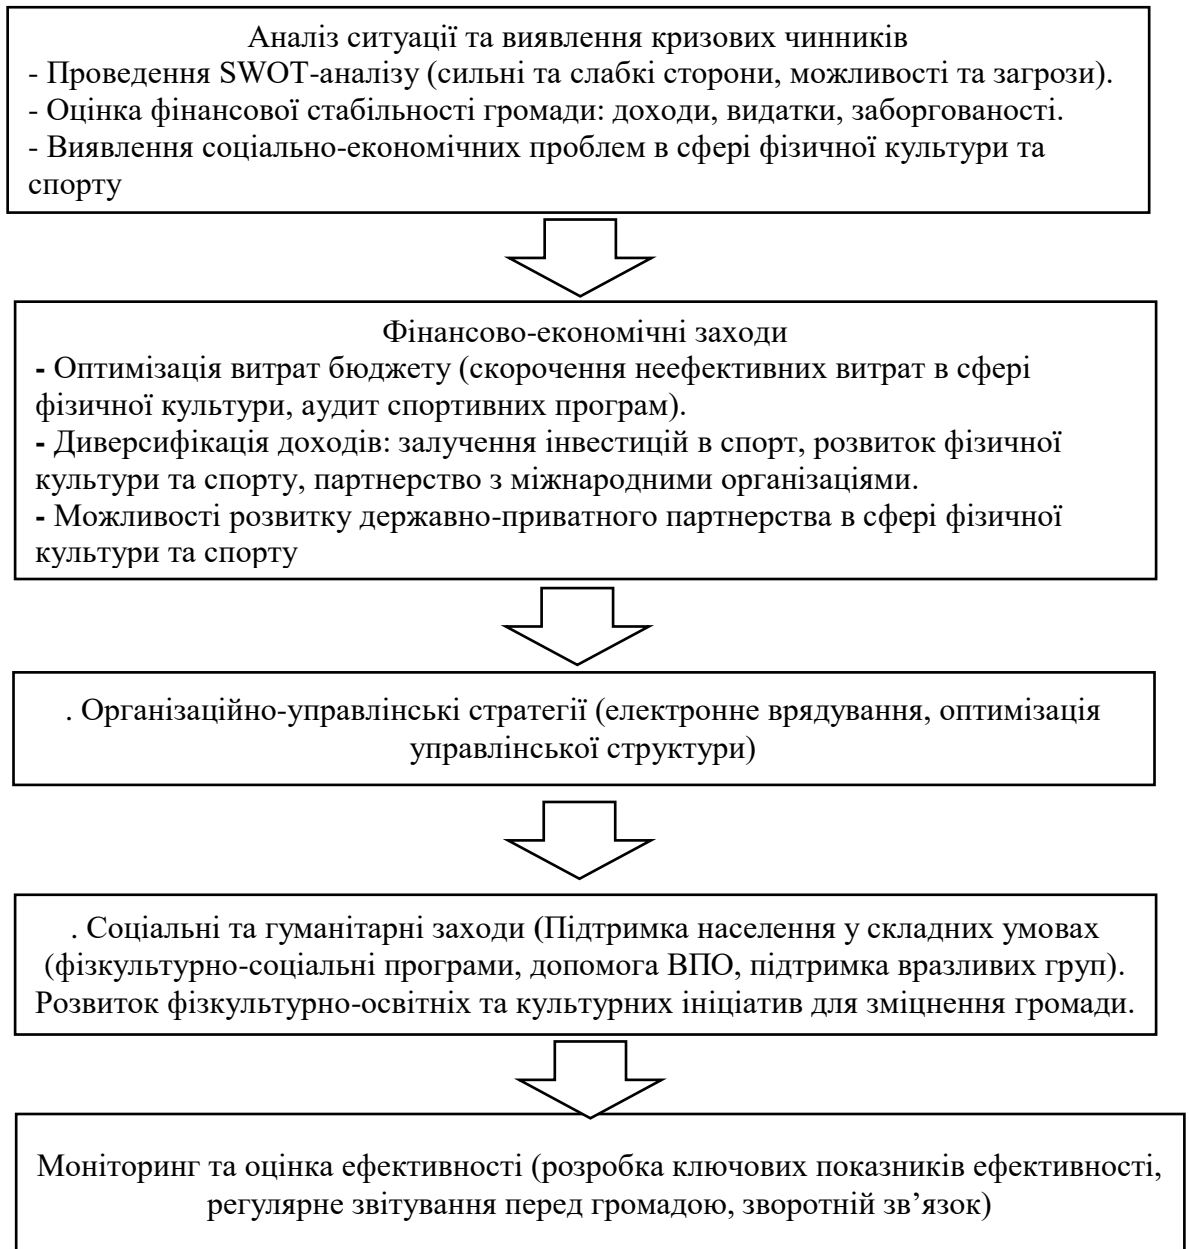 Аналіз ситуації та виявлення кризових чинників
- Проведення SWOT-аналізу (сильні та слабкі сторони, можливості та загрози).
- Оцінка фінансової стабільності громади: доходи, видатки, заборгованості.
- Виявлення соціально-економічних проблем в сфері фізичної культури та
спорту
Фінансово-економічні заходи
- Оптимізація витрат бюджету (скорочення неефективних витрат в сфері
фізичної культури, аудит спортивних програм).
- Диверсифікація доходів: залучення інвестицій в спорт, розвиток фізичної
культури та спорту, партнерство з міжнародними організаціями.
- Можливості розвитку державно-приватного партнерства в сфері фізичної
культури та спорту
. Організаційно-управлінські стратегії (електронне врядування, оптимізація
управлінської структури)
. Соціальні та гуманітарні заходи (Підтримка населення у складних умовах
(фізкультурно-соціальні програми, допомога ВПО, підтримка вразливих груп).
Розвиток фізкультурно-освітніх та культурних ініціатив для зміцнення громади.
Моніторинг та оцінка ефективності (розробка ключових показників ефективності,
регулярне звітування перед громадою, зворотній зв’язок)